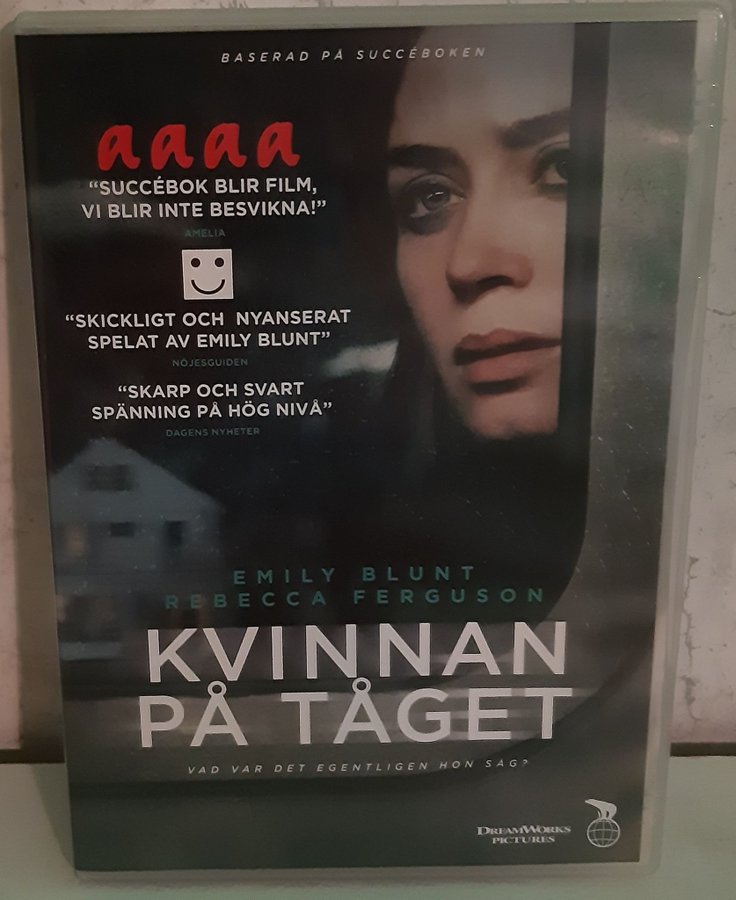 BASERAD PÅ SUCCÉBOKEN
aaaa
“SUCCÉBOK BLIR FILM,
VI BLIR INTE BESVIKNA!”
AMELIA
“SKICKLIGT OCH NYANSERAT
SPELAT AV EMILY BLUNT”
NÖJESGUIDEN
“SKARP OCH SVART
SPÄNNING PÅ HÖG NIVÅ”
DAGENS NYHETER
EMILY BLUNT
REBECCA FERGUSON
KVINNAN
PÅ TÅGET
VAD VAR DET EGENTLIGEN HON SÅG?
DREAMWORKS
PICTURES